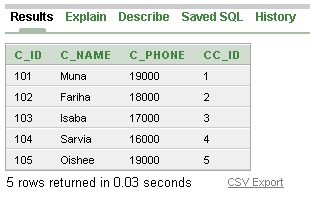 Results Explain Describe Saved SQL History
C_ID C_NAME C_PHONE CC_ID
101 Muna 19000 1
102 Fariha 18000 2
103 Isaba 17000 3
104 Sarvia 16000 4
105 Oishee 19000 5
5 rows returned in 0.03 seconds CSV Export